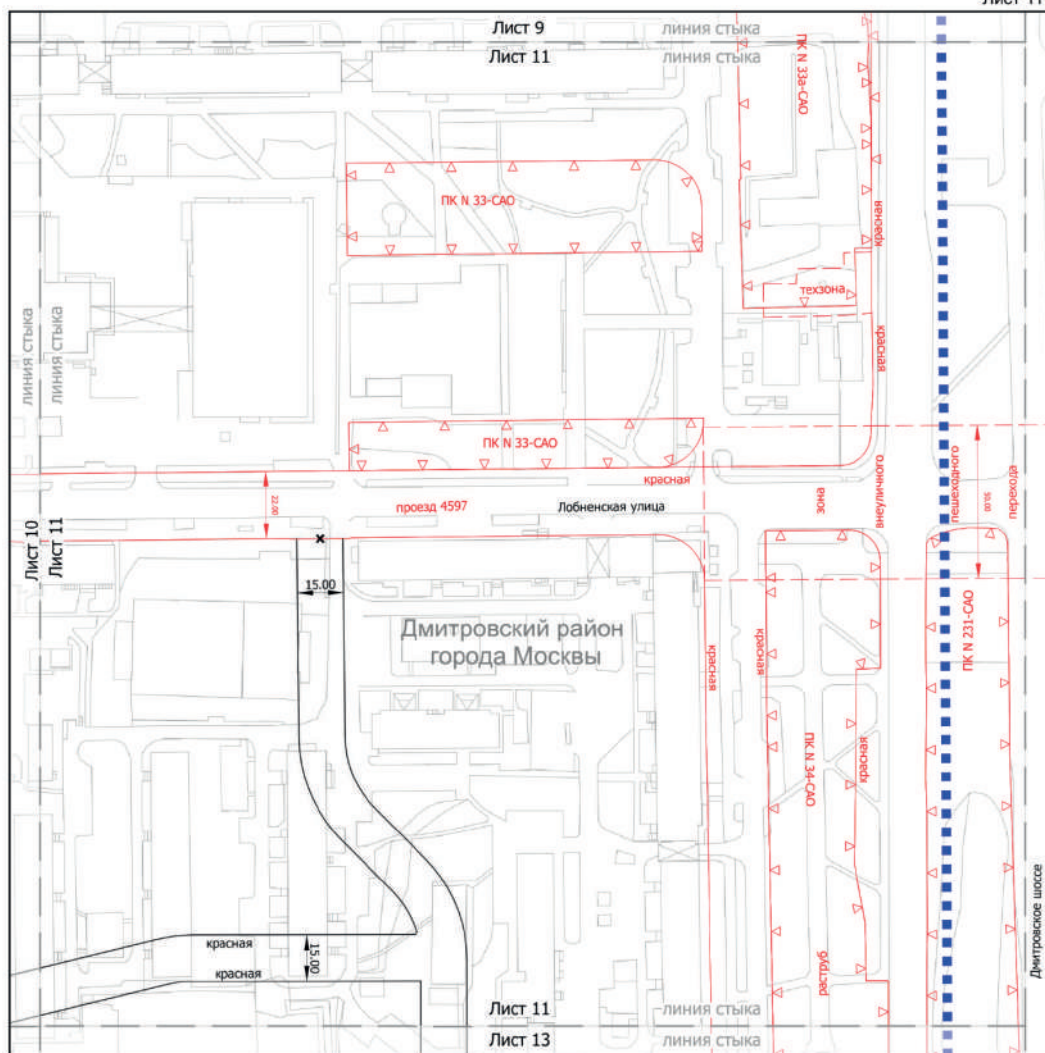 Лист 11
Лист 9
линия стыка
Лист 11
линия стыка
ПК N 33а-САО
ПК N 33-САО
красная
техзона
линия стыка
линия стыка
красная
ПК N 33-САО
красная
22.00
проезд 4597
Лобненская улица
зона
внеуличного
пешеходного
перехода
50.00
Лист 10
Лист 11
15.00
Дмитровский район
города Москвы
красная
красная
ПК N 231-САО
ПК N 34-САО
красная
красная
15.00
красная
раструб
Дмитровское шоссе
Лист 11
линия стыка
Лист 13
линия стыка